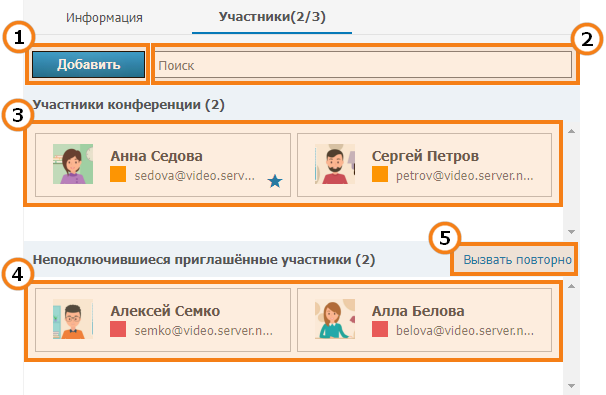 Информация
Участники(2/3)
1
2
Добавить
Поиск
Участники конференции (2)
3
Анна Седова
sedova@video.serv...
Сергей Петров
petrov@video.server.n...
5
Неподключившиеся приглашённые участники (2)
Вызвать повторно
4
Алексей Семко
semko@video.server.n...
Алла Белова
belova@video.server.n...